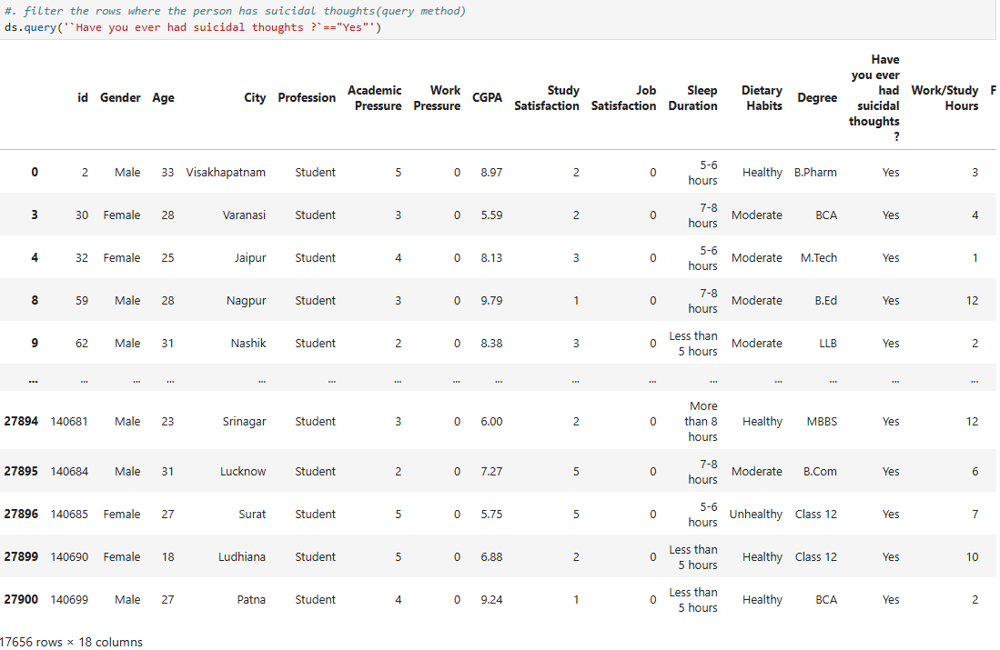 #. filter the rows where the person has suicidal thoughts(query method)
ds.query('`Have you ever had suicidal thoughts ?`=="Yes"')
id Gender Age City Profession Academic Pressure Work Pressure CGPA Study Satisfaction Job Satisfaction Sleep Duration Dietary Habits Degree Have you ever had suicidal thoughts ? Work/Study Hours F
0 2 Male 33 Visakhapatnam Student 5 0 8.97 2 0 5-6 hours Healthy B.Pharm Yes 3
3 30 Female 28 Varanasi Student 3 0 5.59 2 0 7-8 hours Moderate BCA Yes 4
4 32 Female 25 Jaipur Student 4 0 8.13 3 0 5-6 hours Moderate M.Tech Yes 1
8 59 Male 28 Nagpur Student 3 0 9.79 1 0 7-8 hours Moderate B.Ed Yes 12
9 62 Male 31 Nashik Student 2 0 8.38 3 0 Less than 5 hours Moderate LLB Yes 2
... ... ... ... ... ... ... ... ... ... ... ... ... ... ... ...
27894 140681 Male 23 Srinagar Student 3 0 6.00 2 0 More than 8 hours Healthy MBBS Yes 12
27895 140684 Male 31 Lucknow Student 2 0 7.27 5 0 7-8 hours Moderate B.Com Yes 6
27896 140685 Female 27 Surat Student 5 0 5.75 5 0 5-6 hours Unhealthy Class 12 Yes 7
27899 140690 Female 18 Ludhiana Student 5 0 6.88 2 0 Less than 5 hours Healthy Class 12 Yes 10
27900 140699 Male 27 Patna Student 4 0 9.24 1 0 Less than 5 hours Healthy BCA Yes 2
17656 rows × 18 columns